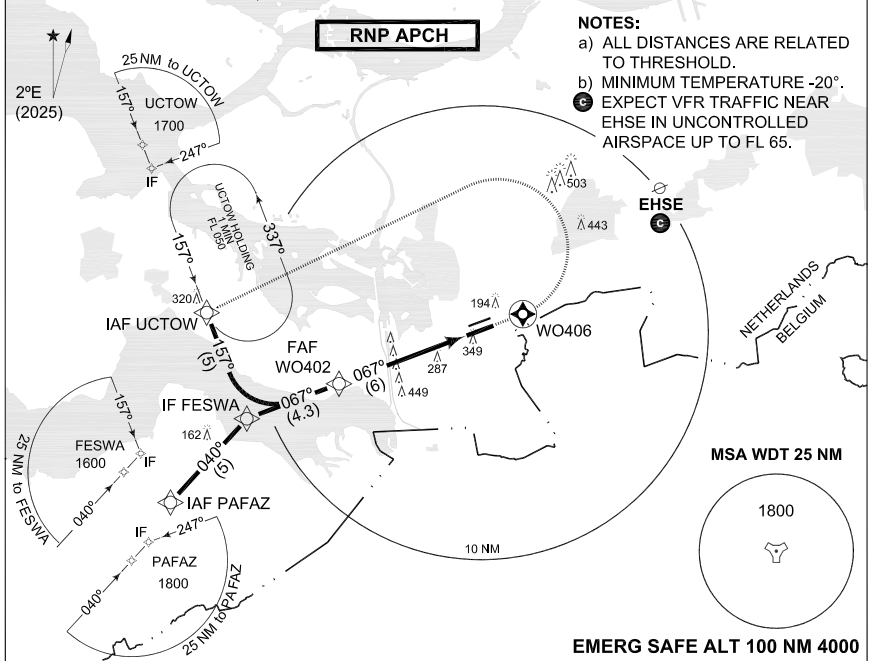 RNP APCH
NOTES:
a) ALL DISTANCES ARE RELATED
TO THRESHOLD.
b) MINIMUM TEMPERATURE -20°.
c EXPECT VFR TRAFFIC NEAR
EHSE IN UNCONTROLLED
AIRSPACE UP TO FL 65.
2°E
(2025)
25 NM to UCTOW
157°
UCTOW
1700
247°
IF
UCTOW HOLDING
1 MIN
FL 050
157°
337°
503
443
EHSE
c
320
IAF UCTOW
194
WO406
NETHERLANDS
BELGIUM
157°
(5)
FAF
WO402
349
287
067°
(6)
449
IF FESWA
067°
(4.3)
162
040°
(5)
IAF PAFAZ
157°
FESWA
1600
IF
040°
25 NM to FESWA
IF
247°
PAFAZ
1800
040°
25 NM to PAFAZ
10 NM
MSA WDT 25 NM
1800
EMERG SAFE ALT 100 NM 4000